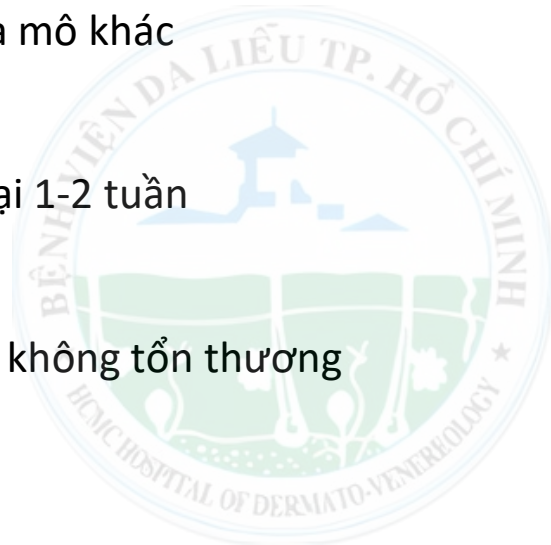 a mô khác
ại 1-2 tuần
không tổn thương
BỆNH VIỆN DA LIỄU TP. HỒ CHÍ MINH
HCMC HOSPITAL OF DERMATO-VENEREOLOGY